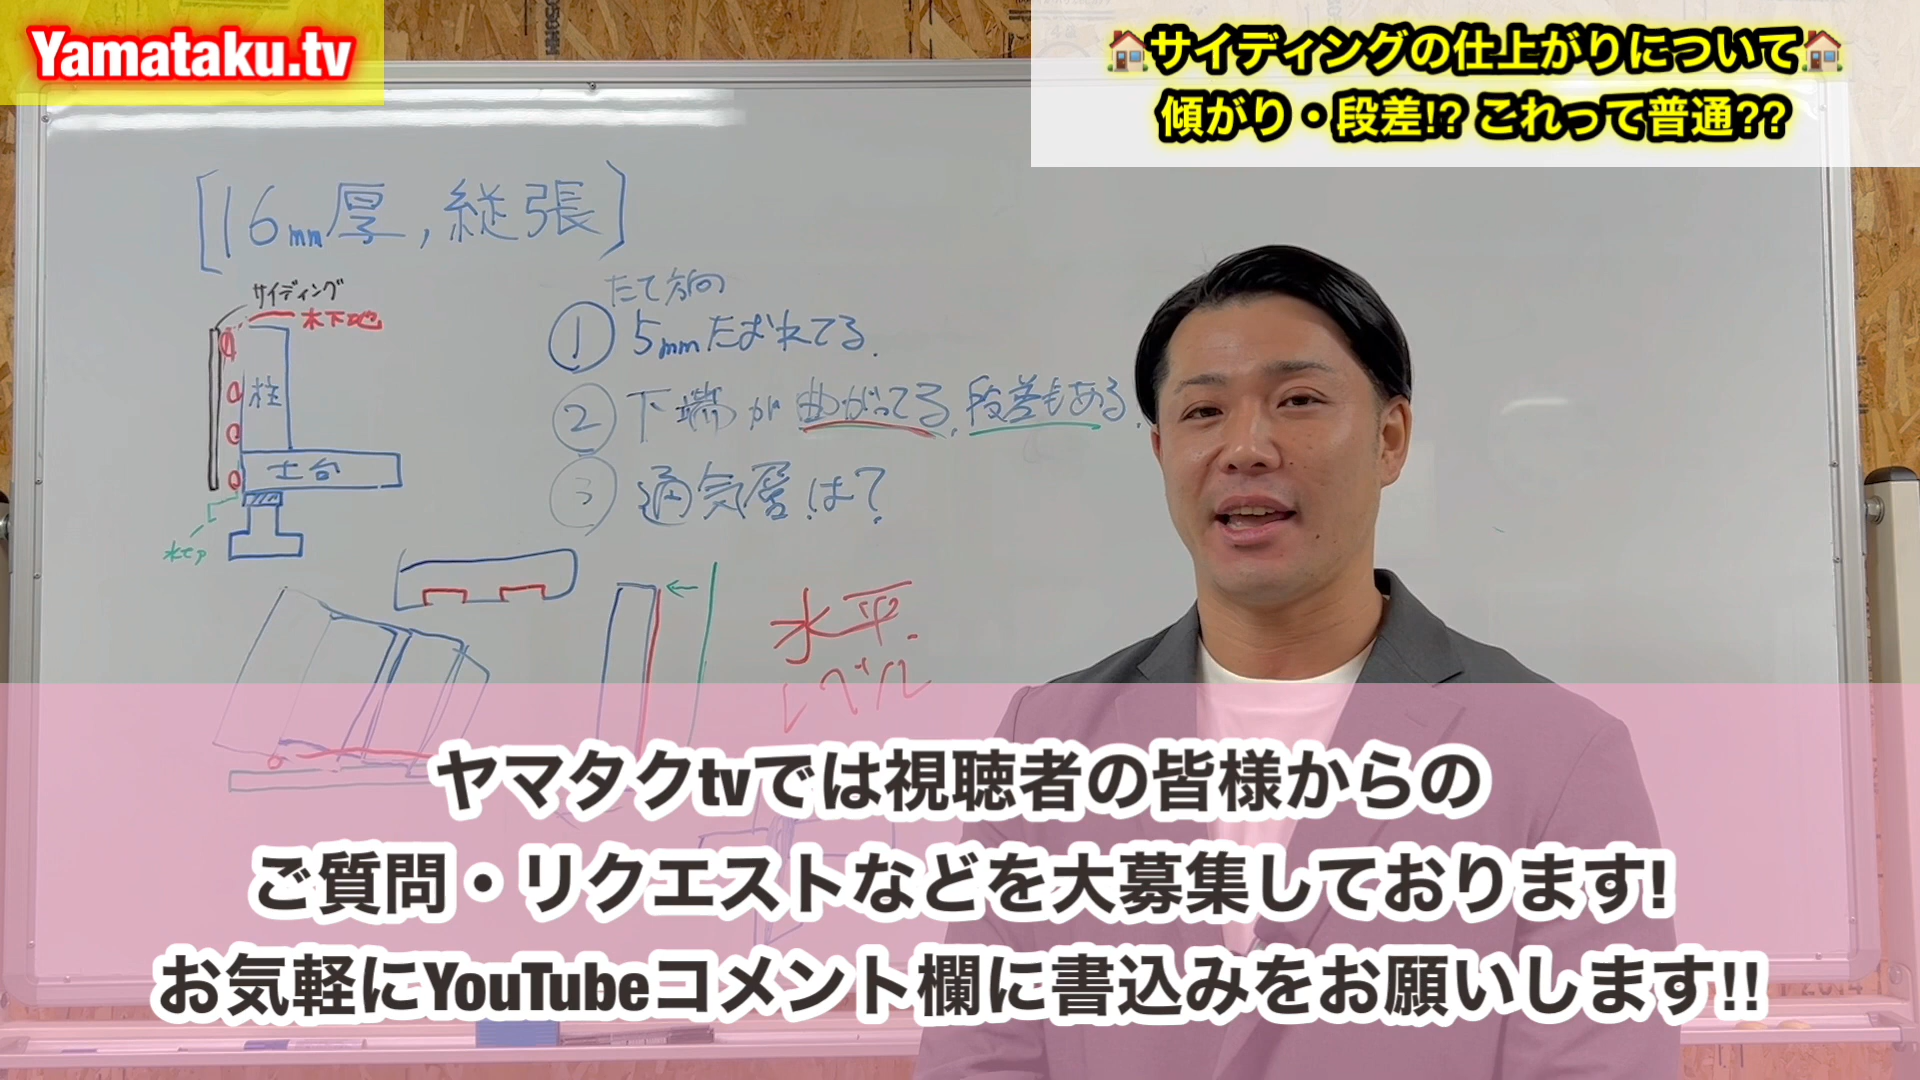 Yamataku.tv
🏠サイディングの仕上がりについて🏠
傾がり・段差!? これって普通??
[16mm厚,縦張]
サイディング
木下地
柱
土台
水切り
たて方向
① 5mmたおれてる.
② 下端が曲がってる.段差もある.
③ 通気層は?
水平.
レベル
ヤマタクtvでは視聴者の皆様からの
ご質問・リクエストなどを大募集しております!
お気軽にYouTubeコメント欄に書込みをお願いします!!